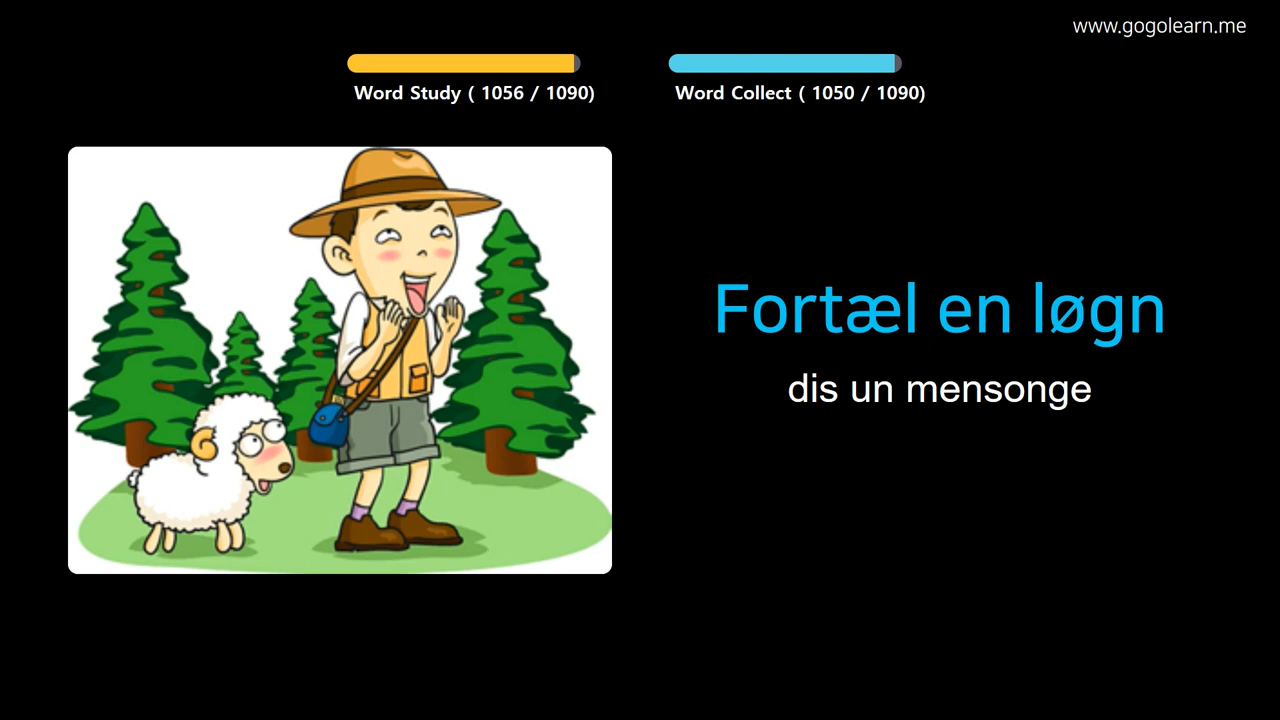 www.gogolearn.me
Word Study ( 1056 / 1090)
Word Collect ( 1050 / 1090)
Fortæl en løgn
dis un mensonge